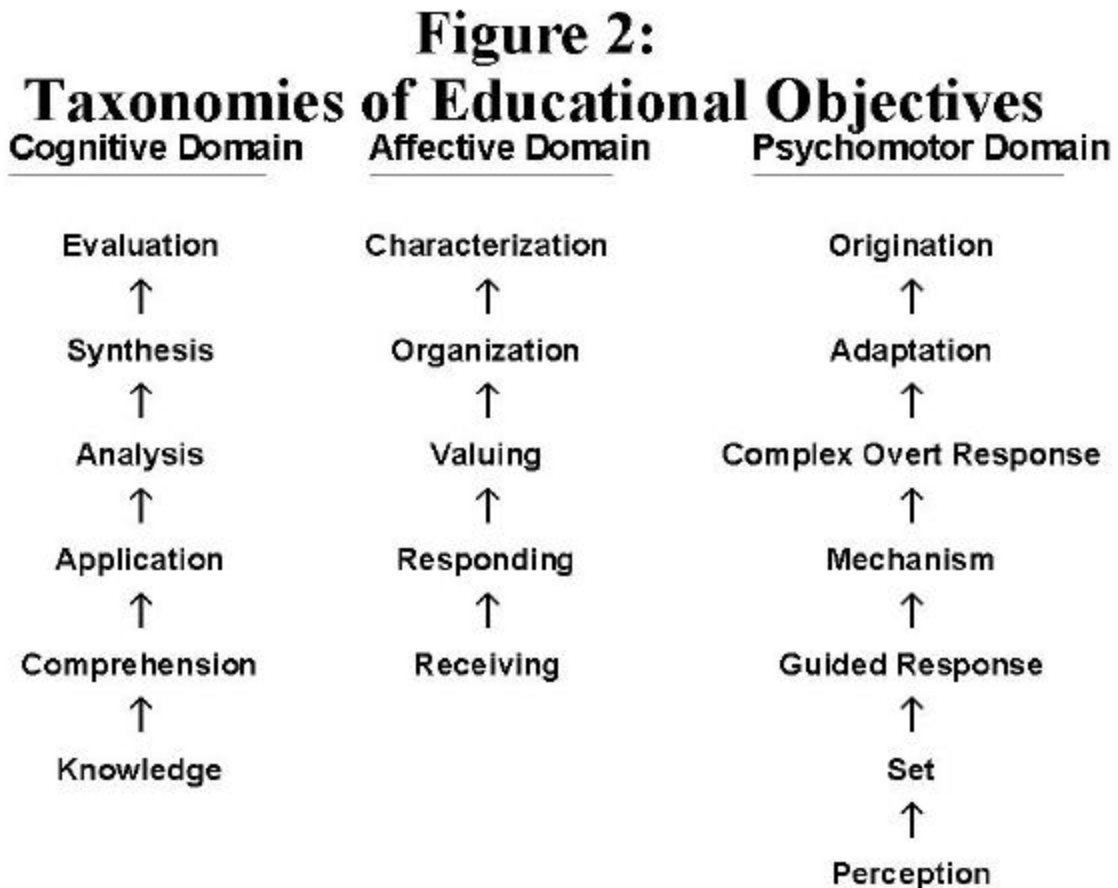 Figure 2:
Taxonomies of Educational Objectives
Cognitive Domain
Evaluation
Synthesis
Analysis
Application
Comprehension
Knowledge
Affective Domain
Characterization
Organization
Valuing
Responding
Receiving
Psychomotor Domain
Origination
Adaptation
Complex Overt Response
Mechanism
Guided Response
Set
Perception